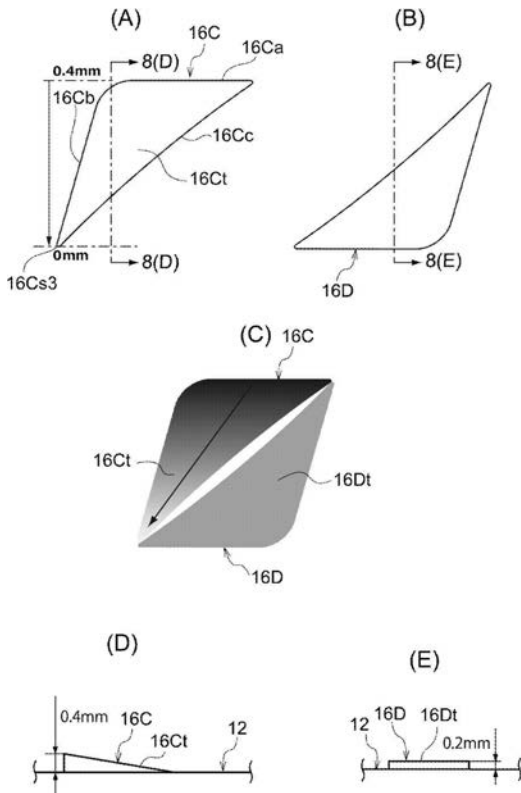 (A)
16C
8(D)
16Ca
0.4mm
16Cb
16Cc
16Ct
0mm
8(D)
16Cs3
(B)
8(E)
8(E)
16D
(C)
16C
16Ct
16Dt
16D
(D)
0.4mm
16C
16Ct
12
(E)
12
16D
16Dt
0.2mm